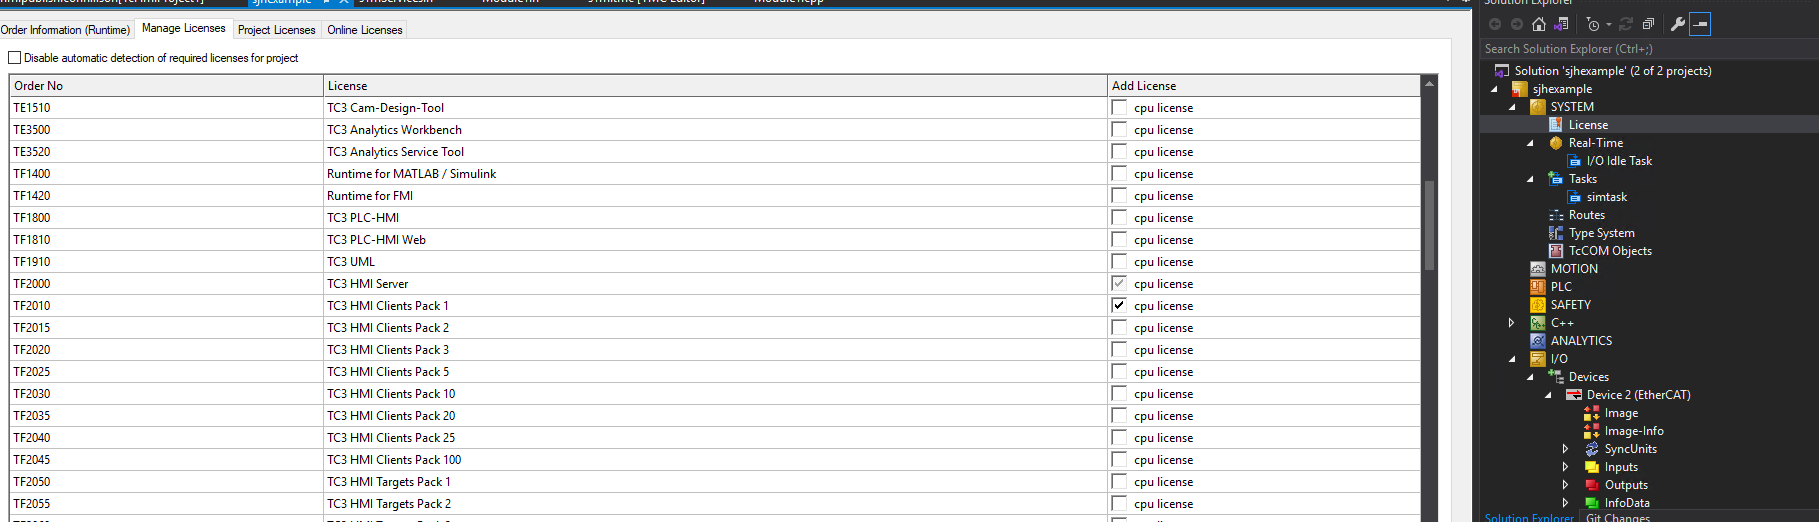 sjhexample
Solution Explorer
Order Information (Runtime) Manage Licenses Project Licenses Online Licenses
Disable automatic detection of required licenses for project
Order No License Add License
TE1510 TC3 Cam-Design-Tool cpu license
TE3500 TC3 Analytics Workbench cpu license
TE3520 TC3 Analytics Service Tool cpu license
TF1400 Runtime for MATLAB / Simulink cpu license
TF1420 Runtime for FMI cpu license
TF1800 TC3 PLC-HMI cpu license
TF1810 TC3 PLC-HMI Web cpu license
TF1910 TC3 UML cpu license
TF2000 TC3 HMI Server cpu license
TF2010 TC3 HMI Clients Pack 1 cpu license
TF2015 TC3 HMI Clients Pack 2 cpu license
TF2020 TC3 HMI Clients Pack 3 cpu license
TF2025 TC3 HMI Clients Pack 5 cpu license
TF2030 TC3 HMI Clients Pack 10 cpu license
TF2035 TC3 HMI Clients Pack 20 cpu license
TF2040 TC3 HMI Clients Pack 25 cpu license
TF2045 TC3 HMI Clients Pack 100 cpu license
TF2050 TC3 HMI Targets Pack 1 cpu license
TF2055 TC3 HMI Targets Pack 2 cpu license
Search Solution Explorer (Ctrl+;)
Solution 'sjhexample' (2 of 2 projects)
sjhexample
SYSTEM
License
Real-Time
I/O Idle Task
Tasks
simtask
Routes
Type System
TcCOM Objects
MOTION
PLC
SAFETY
C++
ANALYTICS
I/O
Devices
Device 2 (EtherCAT)
Image
Image-Info
SyncUnits
Inputs
Outputs
InfoData
Solution Explorer Git Changes